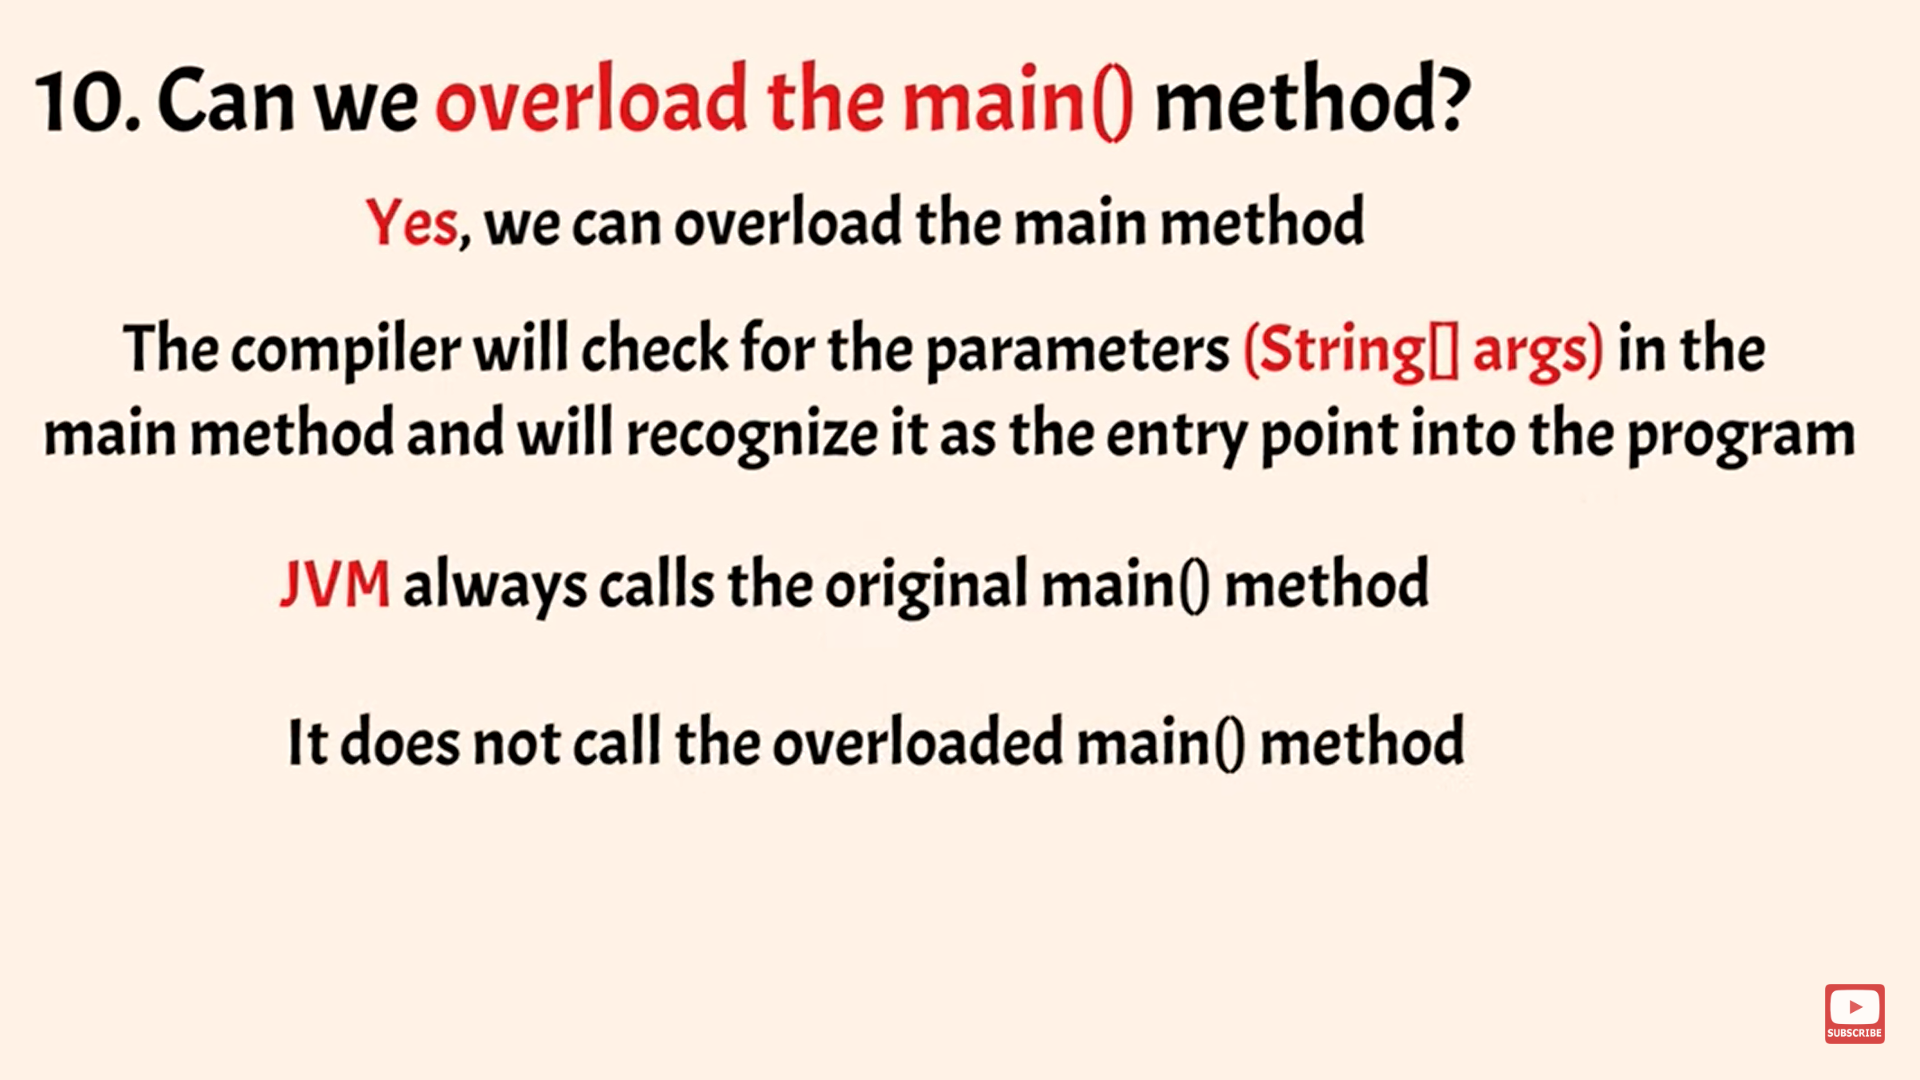 10. Can we overload the main() method?
Yes, we can overload the main method
The compiler will check for the parameters (String[] args) in the
main method and will recognize it as the entry point into the program
JVM always calls the original main() method
It does not call the overloaded main() method
SUBSCRIBE